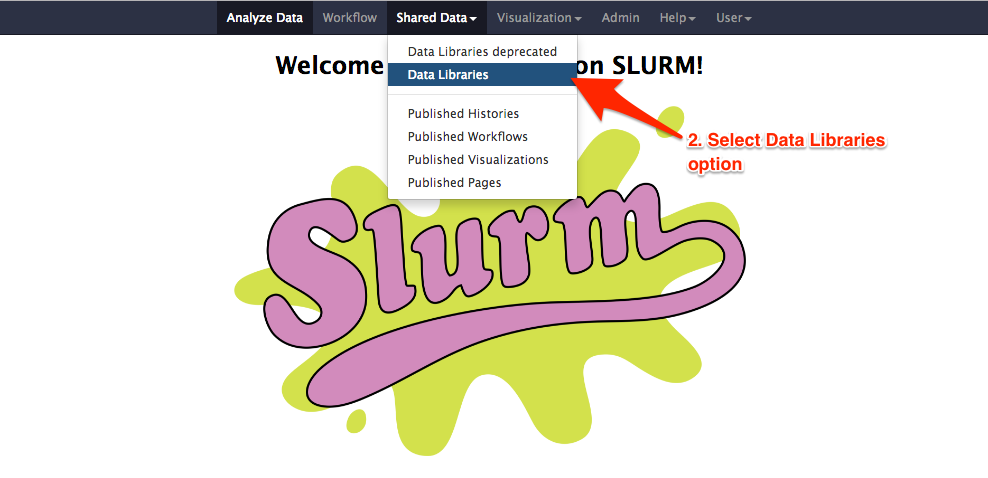 Analyze Data Workflow Shared Data Visualization Admin Help User
Data Libraries deprecated
Data Libraries
Published Histories
Published Workflows
Published Visualizations
Published Pages
Welcome on SLURM!
2. Select Data Libraries
option
Slurm